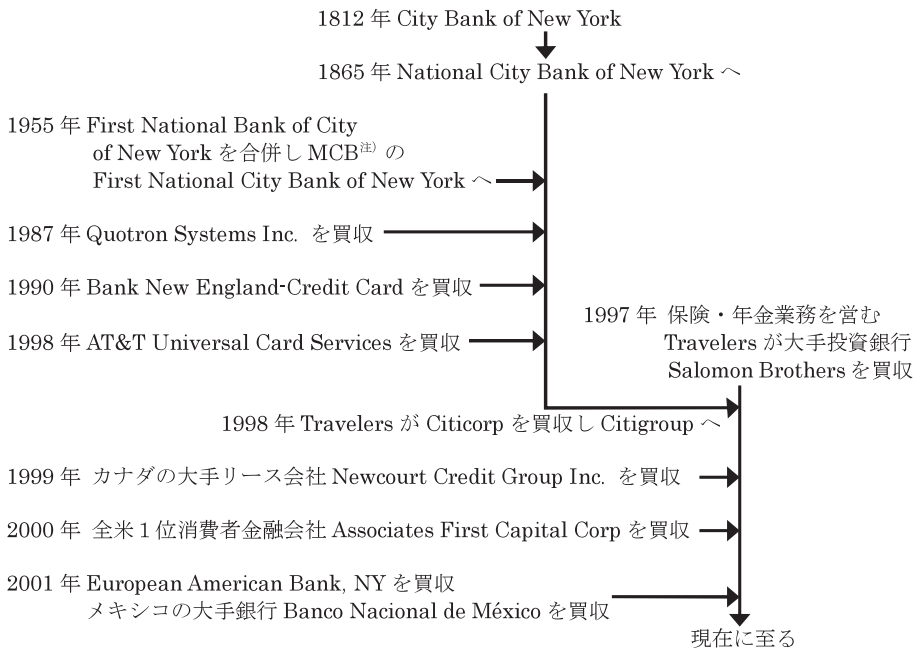 1812 年 City Bank of New York
1865 年 National City Bank of New York へ
1955 年 First National Bank of City
of New York を合併し MCB注) の
First National City Bank of New York へ
1987 年 Quotron Systems Inc. を買収
1990 年 Bank New England-Credit Card を買収
1998 年 AT&T Universal Card Services を買収
1997 年 保険・年金業務を営む
Travelers が大手投資銀行
Salomon Brothers を買収
1998 年 Travelers が Citicorp を買収し Citigroup へ
1999 年 カナダの大手リース会社 Newcourt Credit Group Inc. を買収
2000 年 全米 1 位消費者金融会社 Associates First Capital Corp を買収
2001 年 European American Bank, NY を買収
メキシコの大手銀行 Banco Nacional de México を買収
現在に至る